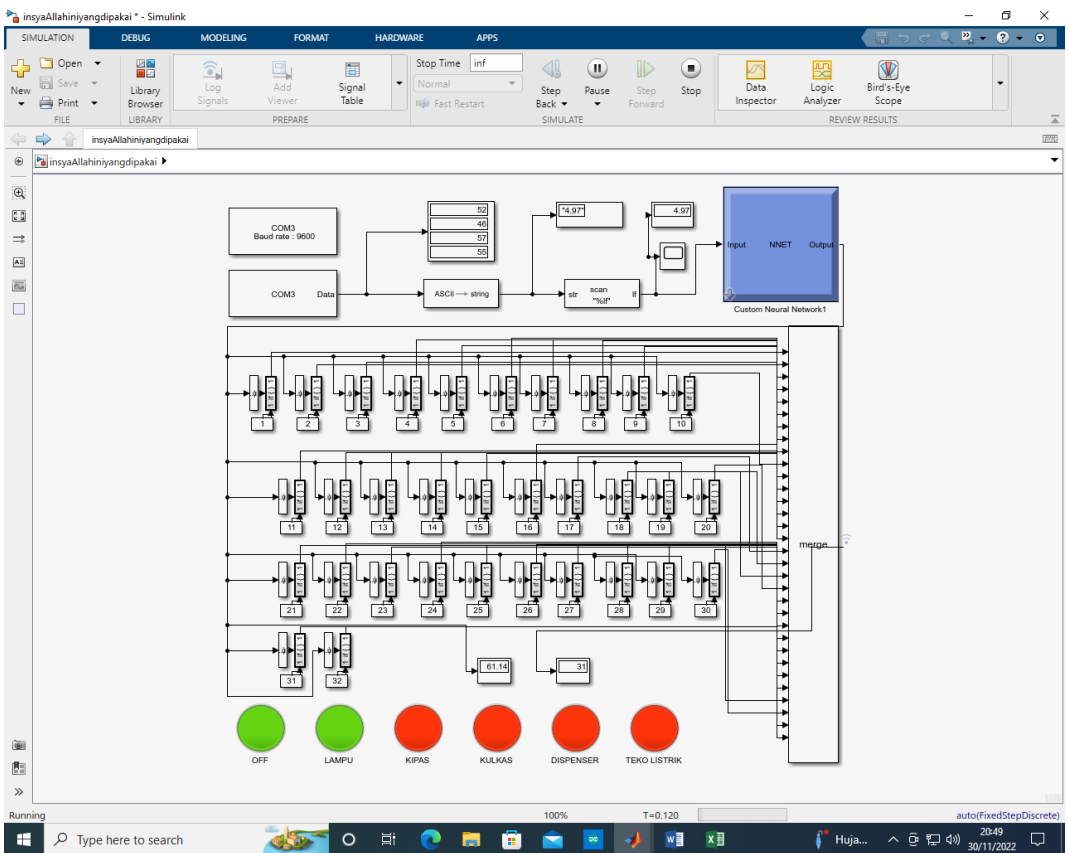 insyaAllahiniyangdipakai * - Simulink
SIMULATION DEBUG MODELING FORMAT HARDWARE APPS
New
Open
Save
Print
FILE
Library Browser
LIBRARY
Log Signals
Add Viewer
Signal Table
PREPARE
Stop Time inf
Normal
Fast Restart
Step Back
Pause
Step Forward
Stop
SIMULATE
Data Inspector
Logic Analyzer
Bird's-Eye Scope
REVIEW RESULTS
insyaAllahiniyangdipakai
insyaAllahiniyangdipakai
COM3
Baud rate : 9600
COM3 Data
52
46
57
55
ASCII → string
"4.97"
str scan "%lf" lf
4.97
Input NNET Output
Custom Neural Network1
1 2 3 4 5 6 7 8 9 10
11 12 13 14 15 16 17 18 19 20
merge
21 22 23 24 25 26 27 28 29 30
31 32
61.14
31
OFF LAMPU KIPAS KULKAS DISPENSER TEKO LISTRIK
Running 100% T=0.120 auto(FixedStepDiscrete)
Type here to search
Huja...
20:49
30/11/2022